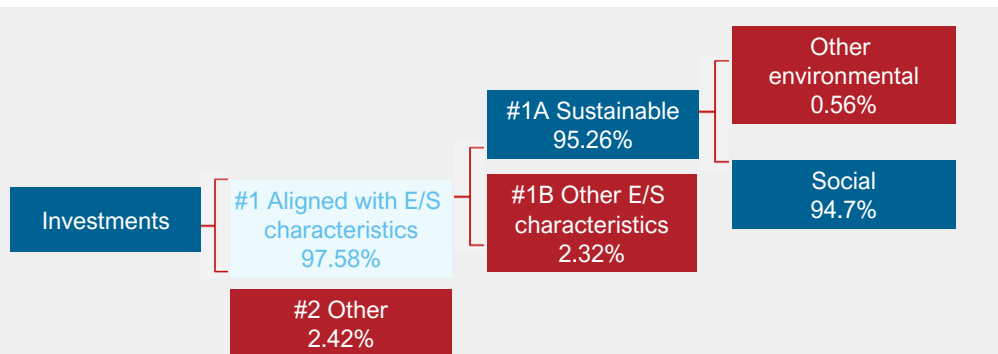 Investments
#1 Aligned with E/S
characteristics
97.58%
#2 Other
2.42%
#1A Sustainable
95.26%
#1B Other E/S
characteristics
2.32%
Other
environmental
0.56%
Social
94.7%